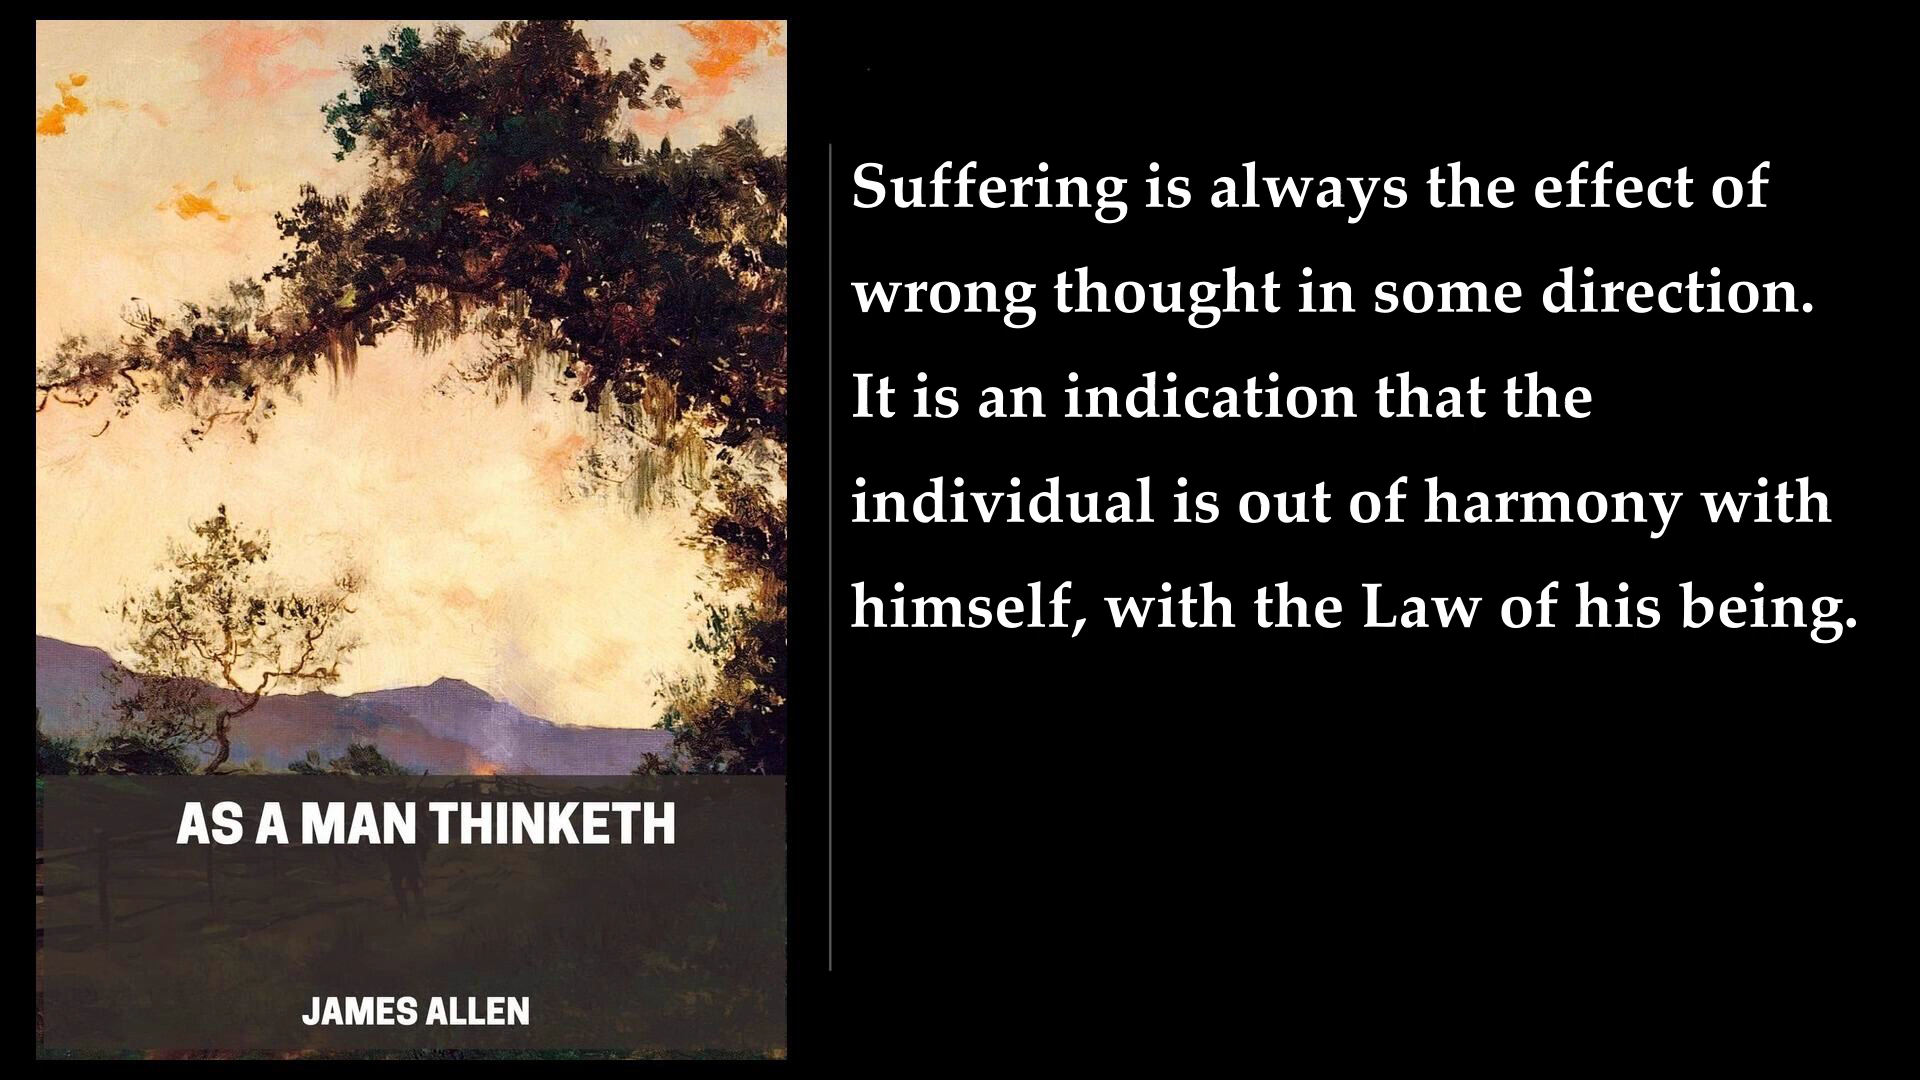 AS A MAN THINKETH
JAMES ALLEN
Suffering is always the effect of
wrong thought in some direction.
It is an indication that the
individual is out of harmony with
himself, with the Law of his being.